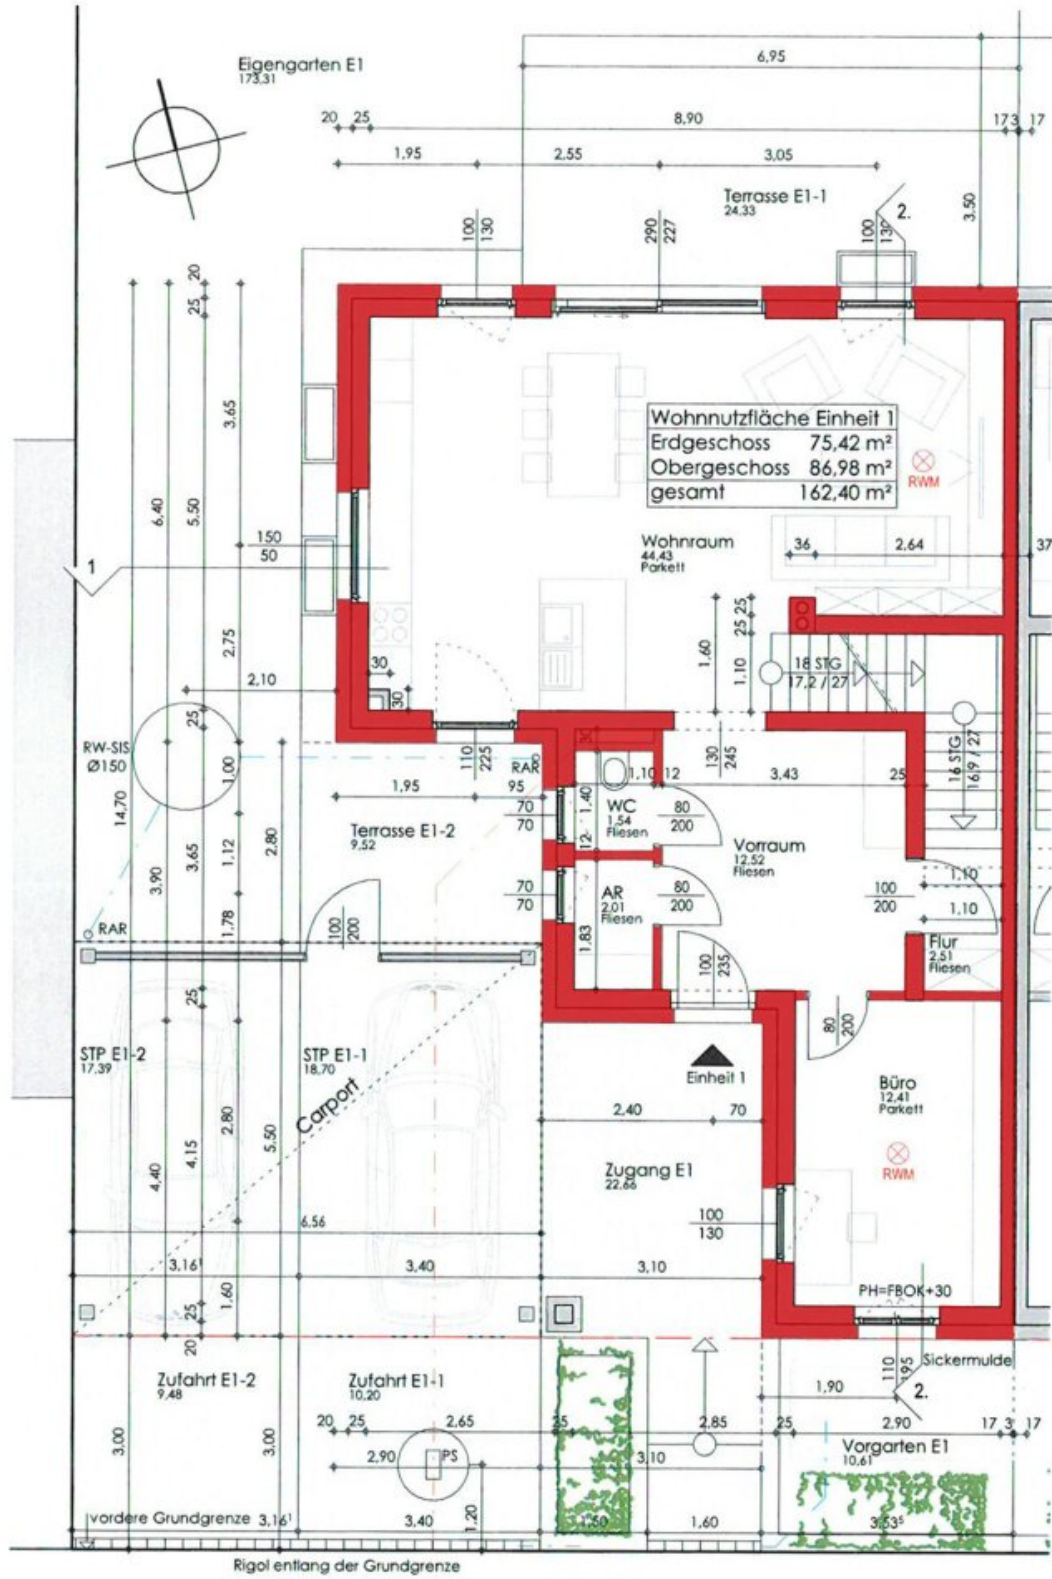 Eigengarten E1
173,31
6,95
20 25 8,90 17 3 17
1,95 2,55 3,05
Terrasse E1-1
24,33
3,50
100
130
290
227
100
130
2.
20
25
3,65
6,40
5,50
Wohnnutzfläche Einheit 1
Erdgeschoss 75,42 m²
Obergeschoss 86,98 m²
gesamt 162,40 m²
RWM
150
50
1
Wohnraum
44,43
Parkett
36 2,64 37
25
25
1,60
1,10
2,75
30
30
18 STG
17,2 / 27
2,10
25
RW-SIS
Ø150
14,70
1,00
110
225
RAR
30
1,10 12
130
245
3,43 25
16 STG
16,9 / 27
1,95 95
70
70
1,40
WC
1,54
Fliesen
80
200
Terrasse E1-2
9,52
12
Vorraum
12,52
Fliesen
3,90
3,65
1,12
2,80
70
70
AR
2,01
Fliesen
80
200
100
200
1,10
1,10
RAR
1,78
100
200
1,83
100
235
Flur
2,51
Fliesen
25
80
200
STP E1-2
17,39
STP E1-1
18,70
Carport
Einheit 1
Büro
12,41
Parkett
2,40 70
4,40
4,15
2,80
5,50
Zugang E1
22,66
RWM
100
130
6,56
3,16¹ 3,40 3,10
1,60
25
20
PH=FBOK+30
Zufahrt E1-2
9,48
Zufahrt E1-1
10,20
110
195
Sickermulde
1,90
2.
3,00
3,00
20 25 2,65 25 2,85 25 2,90 17 3 17
2,90 PS 3,10
Vorgarten E1
10,61
1,20
vordere Grundgrenze 3,16¹ 3,40 1,50 1,60 3,53⁵
Rigol entlang der Grundgrenze